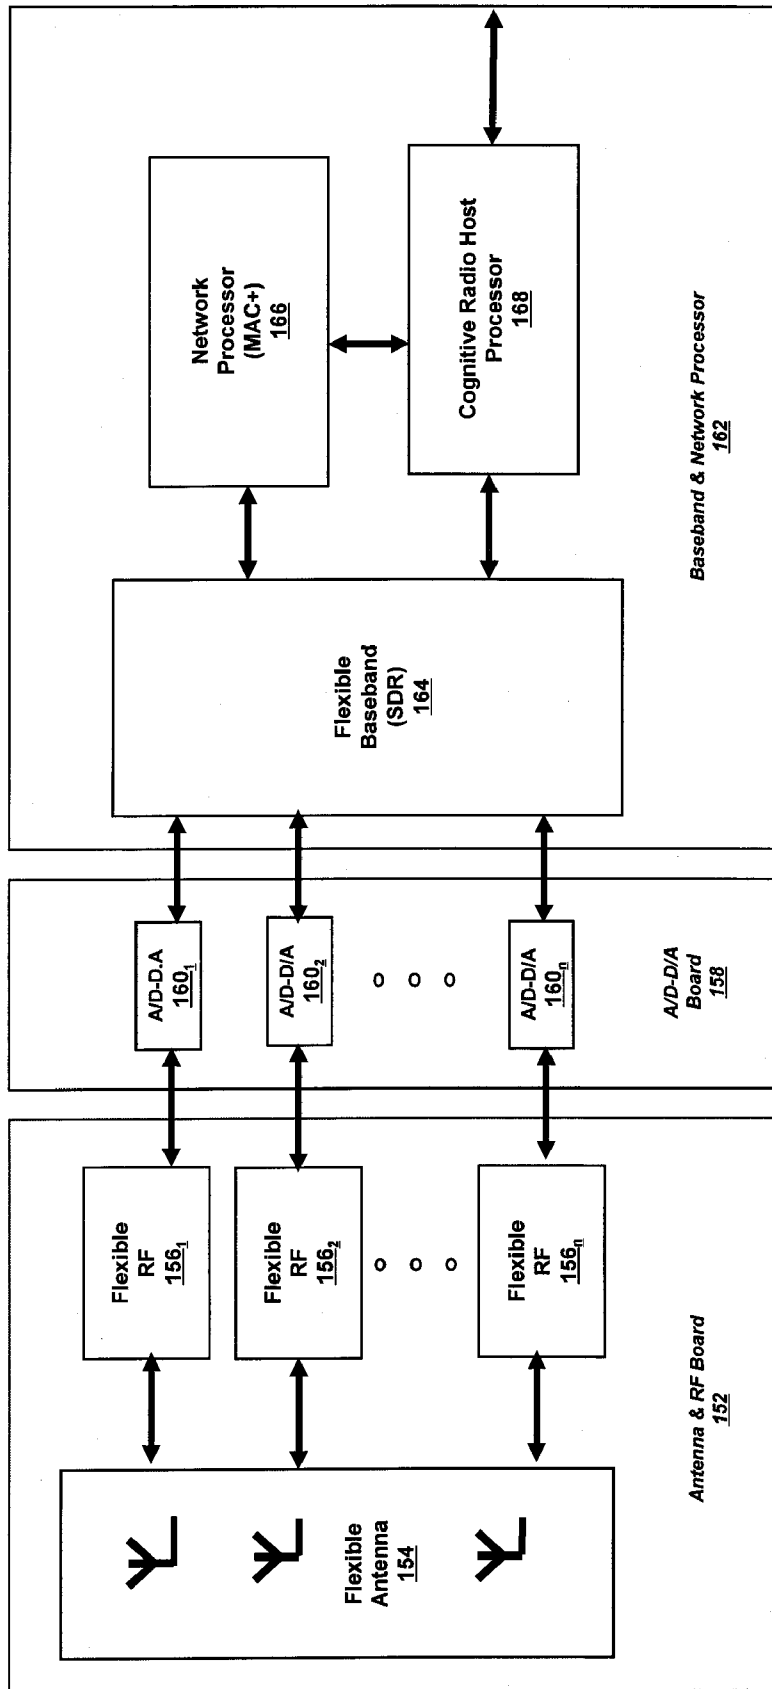 Flexible
Antenna
154
Flexible
RF
156₁
Flexible
RF
156₂
Flexible
RF
156ₙ
Antenna & RF Board
152
A/D-D.A
160₁
A/D-D/A
160₂
A/D-D/A
160ₙ
A/D-D/A
Board
158
Flexible
Baseband
(SDR)
164
Network
Processor
(MAC+)
166
Cognitive Radio Host
Processor
168
Baseband & Network Processor
162